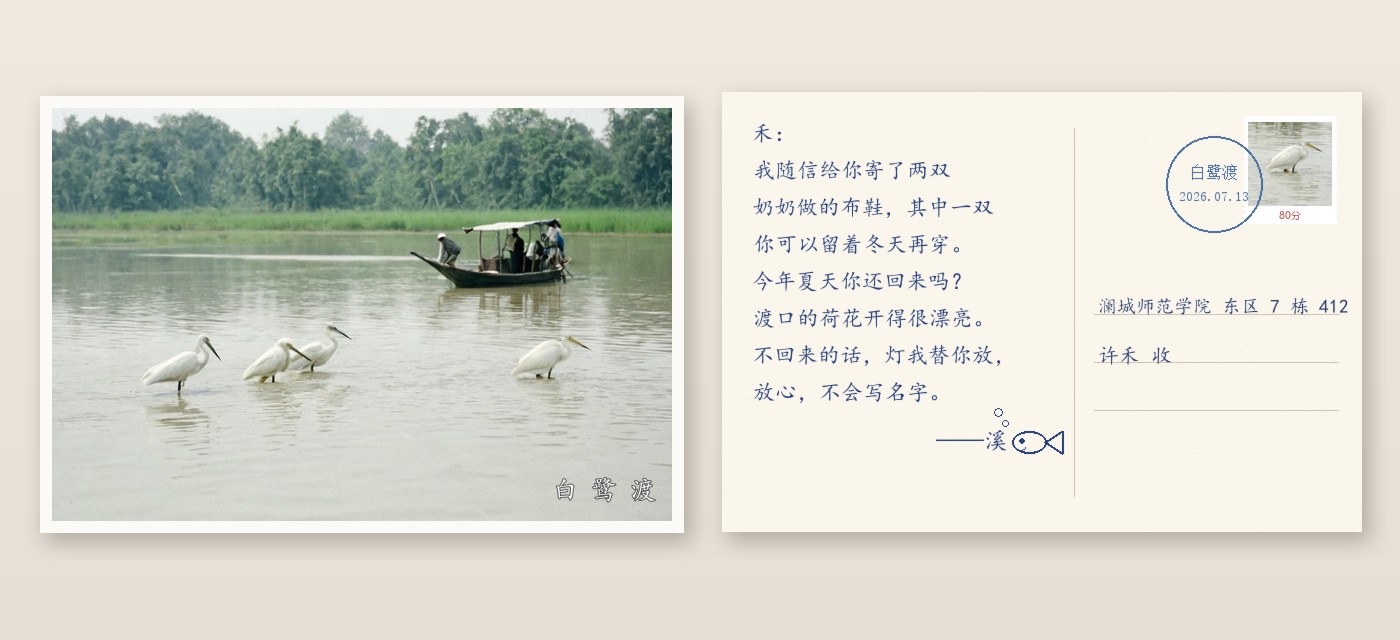 白鹭渡
禾：
我随信给你寄了两双
奶奶做的布鞋，其中一双
你可以留着冬天再穿。
今年夏天你还回来吗？
渡口的荷花开得很漂亮。
不回来的话，灯我替你放，
放心，不会写名字。
——溪
白鹭渡
2026.07.13
80分
澜城师范学院 东区 7 栋 412
许禾 收